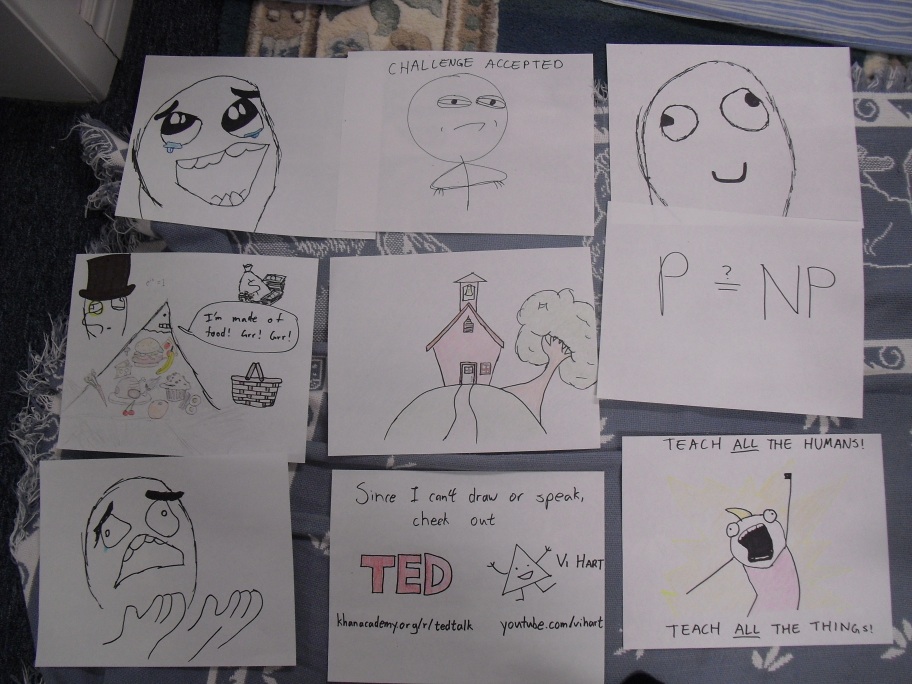 CHALLENGE ACCEPTED
I'm made of
food! Grr! Grr!
P ?= NP
TEACH ALL THE HUMANS!
TEACH ALL THE THINGS!
Since I can't draw or speak,
check out
TED
Vi HART
khanacademy.org/r/tedtalk
youtube.com/vihart